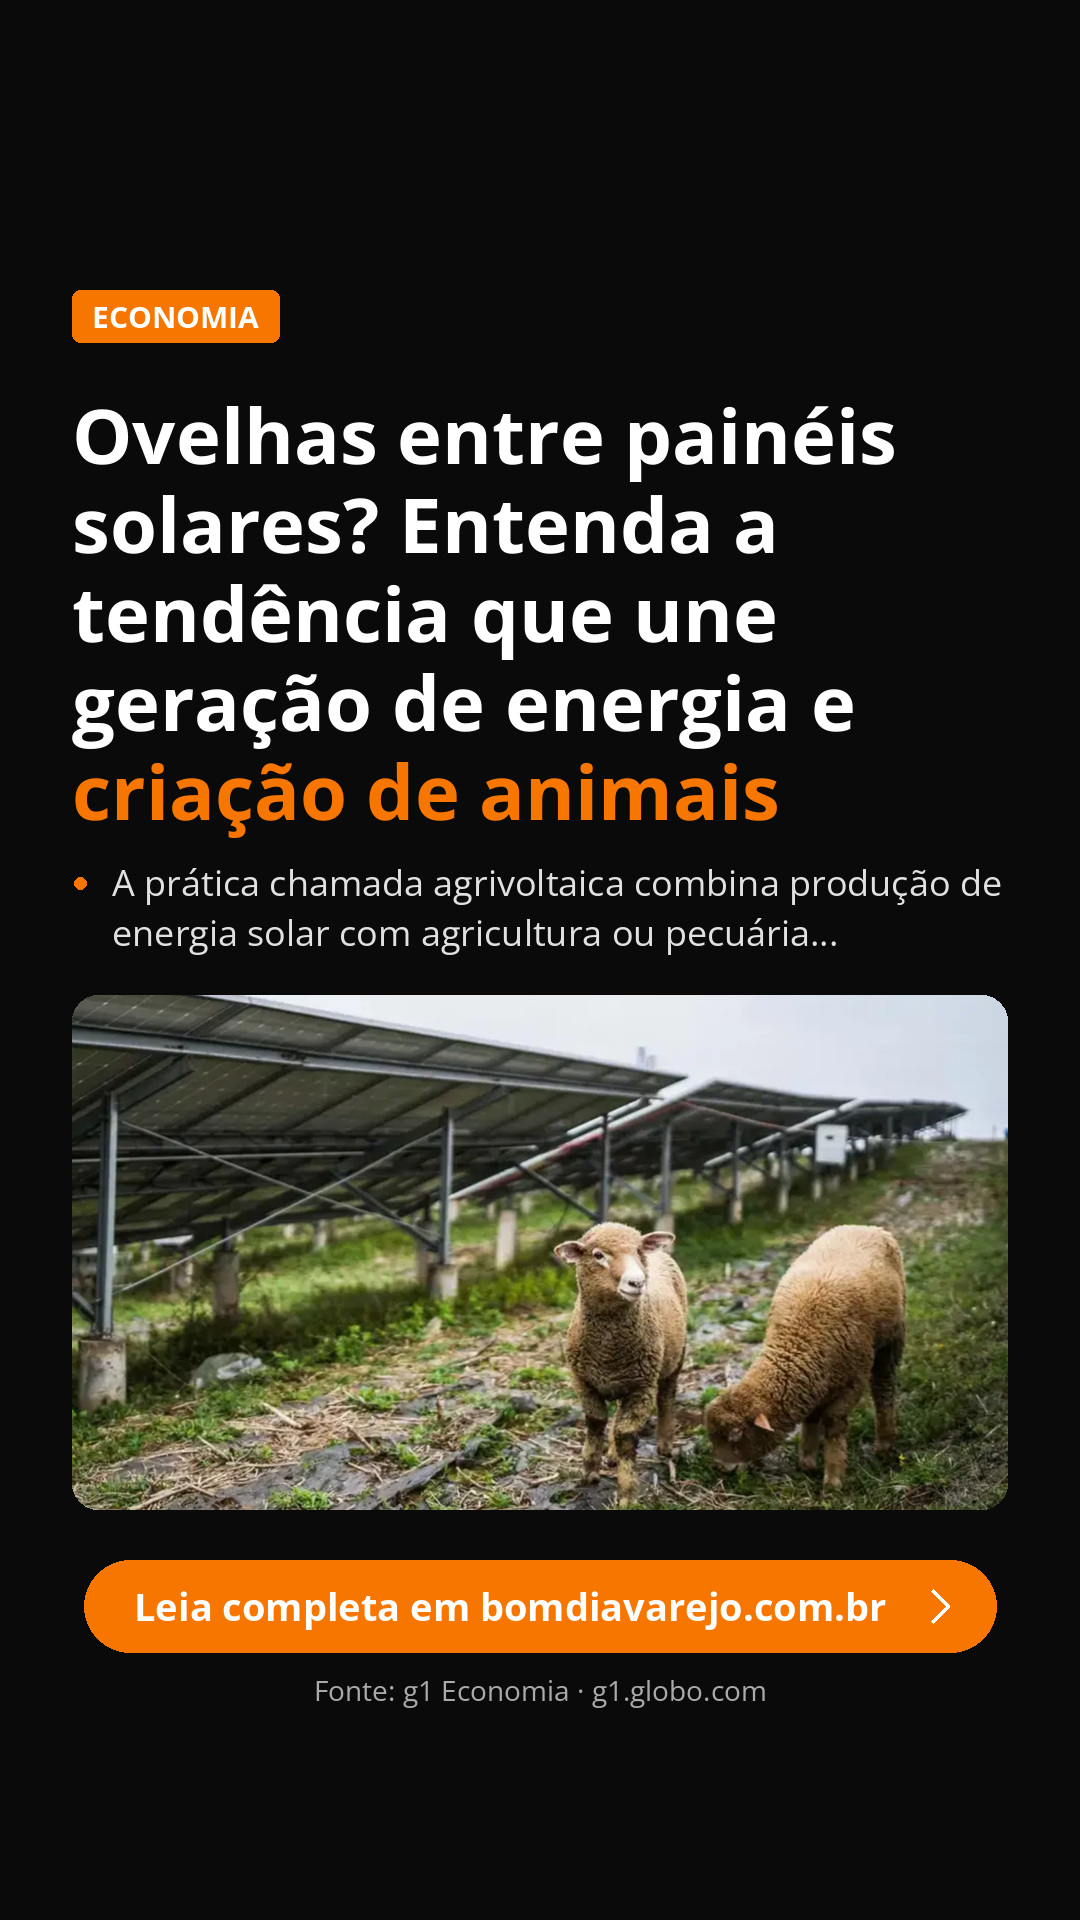 ECONOMIA
Ovelhas entre painéis
solares? Entenda a
tendência que une
geração de energia e
criação de animais
A prática chamada agrivoltaica combina produção de
energia solar com agricultura ou pecuária...
Leia completa em bomdiavarejo.com.br
Fonte: g1 Economia · g1.globo.com